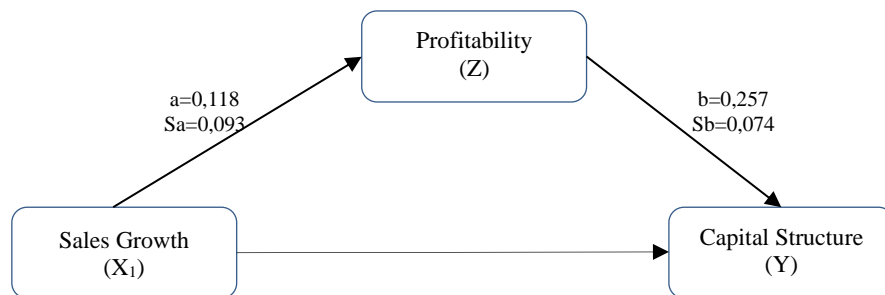 Profitability
(Z)
a=0,118
Sa=0,093
b=0,257
Sb=0,074
Sales Growth
(X₁)
Capital Structure
(Y)